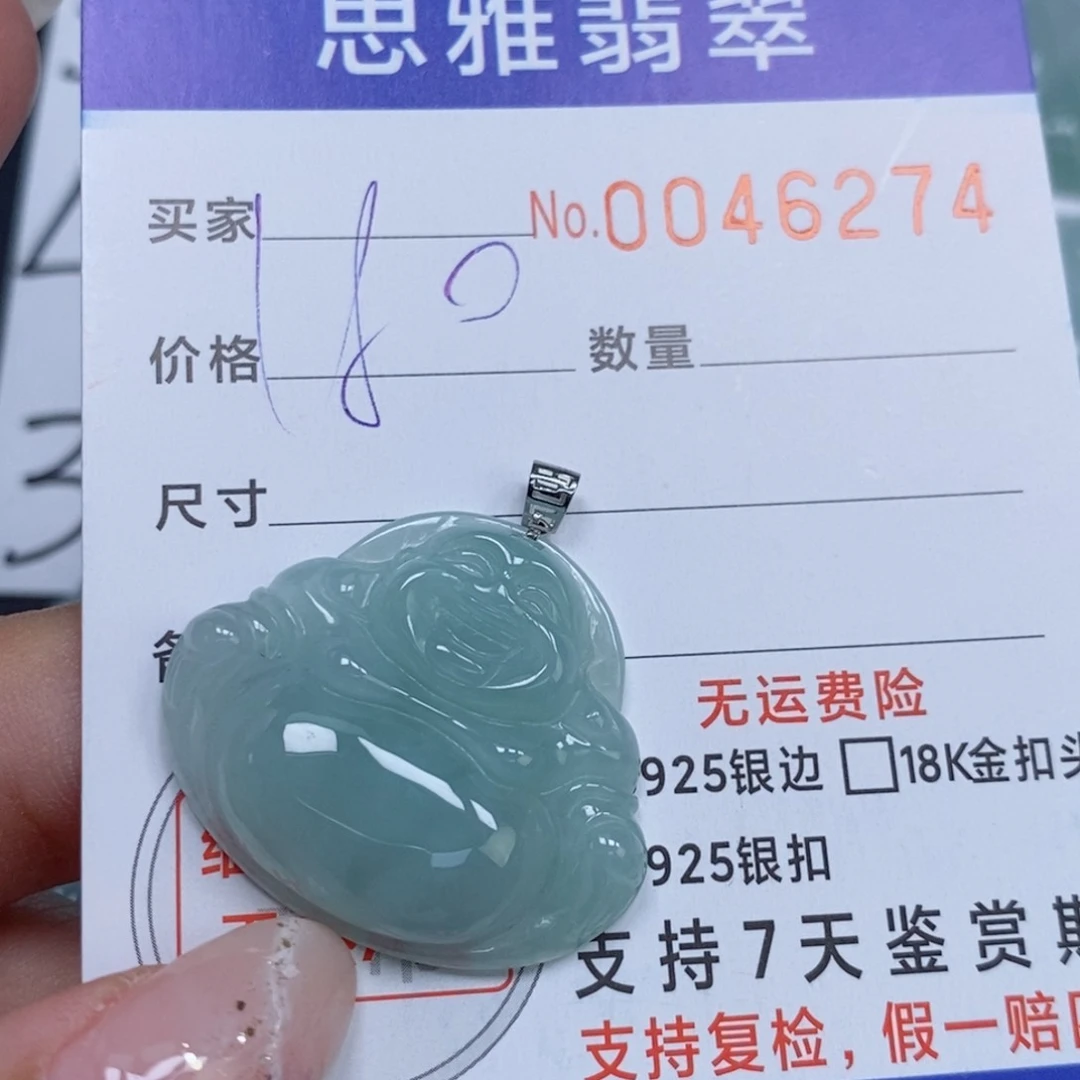 思雅翡翠
买家
No.0046274
180
价格
数量
尺寸
无运费险
925银边 □18K金扣
925银扣
支持7天鉴赏
支持复检，假一赔